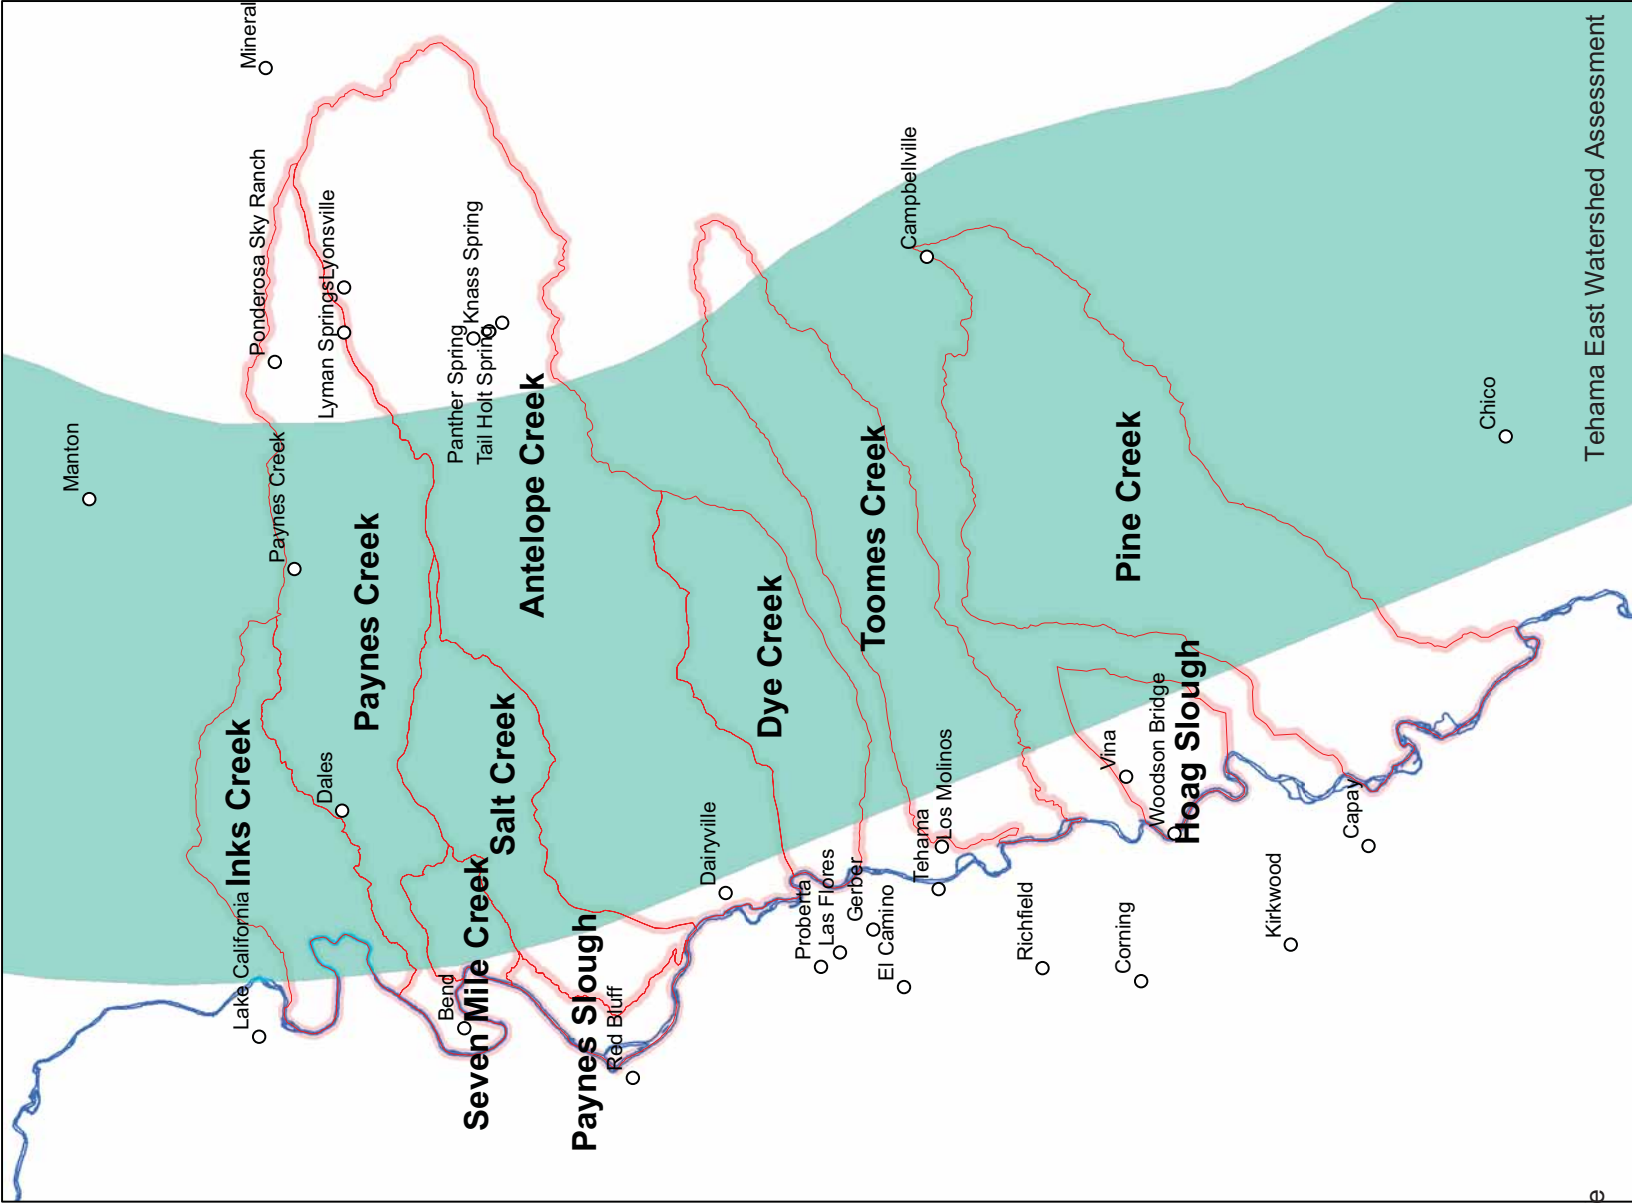 Mineral
Ponderosa Sky Ranch
Lyonsville
Lyman Springs
Knass Spring
Panther Spring
Tail Holt Spring
Campbellville
Manton
Paynes Creek
Chico
Paynes Creek
Antelope Creek
Toomes Creek
Pine Creek
Dye Creek
Inks Creek
Dales
Salt Creek
Hoag Slough
Vina
Woodson Bridge
Los Molinos
Tehama
Dairyville
Capay
Lake California
Seven Mile Creek
Bend
Paynes Slough
Red Bluff
Proberta
Las Flores
Gerber
El Camino
Richfield
Corning
Kirkwood
Tehama East Watershed Assessment
e